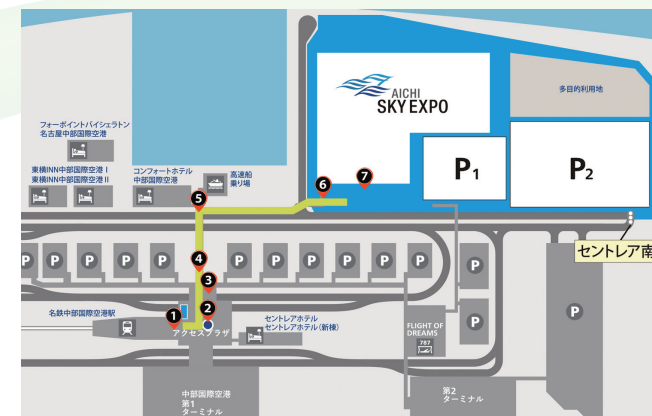 AICHI
SKY EXPO
多目的利用地
フォーポイントバイシェラトン
名古屋中部国際空港
東横INN中部国際空港Ⅰ
東横INN中部国際空港Ⅱ
コンフォートホテル
中部国際空港
高速船
乗り場
P1
P2
7
6
5
セントレア南
4
P P P P P P P P P P
P
3
名鉄中部国際空港駅
1
2
アクセスプラザ
セントレアホテル
セントレアホテル(新棟)
FLIGHT OF
DREAMS
787
P
P
中部国際空港
第1
ターミナル
第2
ターミナル